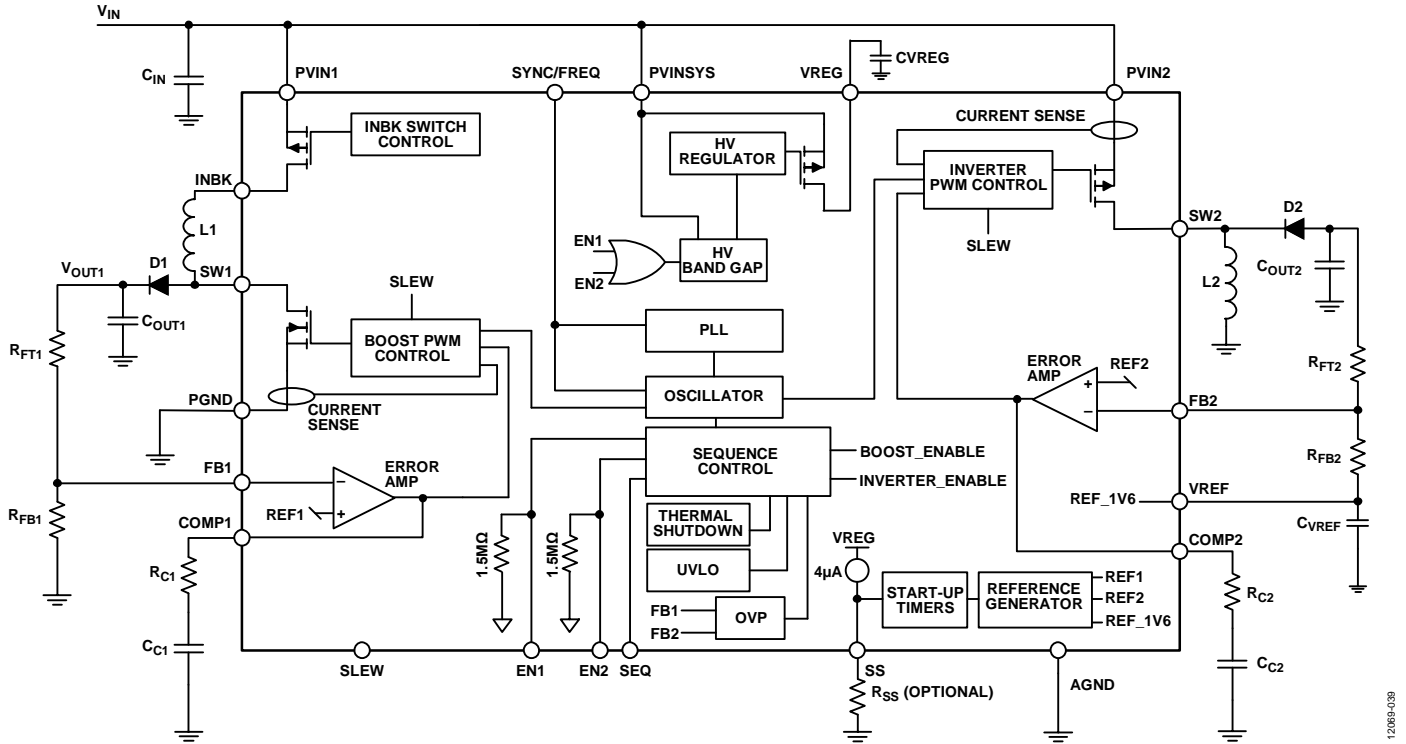 VIN
CIN
PVIN1
SYNC/FREQ
PVINSYS
VREG
CVREG
PVIN2
INBK SWITCH
CONTROL
HV
REGULATOR
CURRENT SENSE
INVERTER
PWM CONTROL
INBK
L1
EN1
EN2
HV
BAND GAP
SLEW
SW2
D2
L2
COUT2
VOUT1
D1
SW1
COUT1
SLEW
BOOST PWM
CONTROL
PLL
OSCILLATOR
RFT1
PGND
CURRENT
SENSE
ERROR
AMP
REF2
+
−
RFT2
FB2
SEQUENCE
CONTROL
BOOST_ENABLE
INVERTER_ENABLE
RFB2
FB1
ERROR
AMP
−
+
REF1
RFB1
COMP1
REF_1V6
VREF
CVREF
COMP2
THERMAL
SHUTDOWN
1.5MΩ
1.5MΩ
UVLO
VREG
4µA
RC1
START-UP
TIMERS
REFERENCE
GENERATOR
REF1
REF2
REF_1V6
RC2
FB1
FB2
OVP
CC1
SLEW
EN1
EN2
SEQ
SS
RSS (OPTIONAL)
AGND
CC2
12069-039